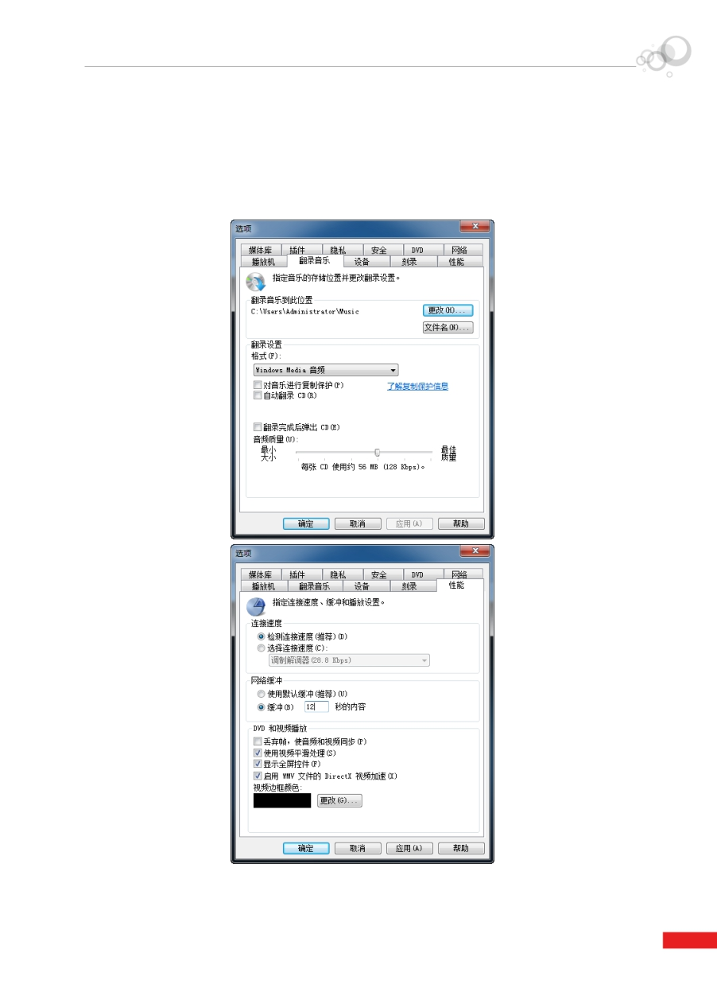 选项
媒体库 插件 隐私 安全 DVD 网络
播放机 翻录音乐 设备 刻录 性能
指定音乐的存储位置并更改翻录设置。
翻录音乐到此位置
C:\Users\Administrator\Music
更改(H)...
文件名(N)...
翻录设置
格式(F):
Windows Media 音频
对音乐进行复制保护(P) 了解复制保护信息
自动翻录 CD(R)
翻录完成后弹出 CD(E)
音频质量(U):
最小 最佳
大小 质量
每张 CD 使用约 56 MB (128 Kbps)。
确定 取消 应用(A) 帮助
选项
媒体库 插件 隐私 安全 DVD 网络
播放机 翻录音乐 设备 刻录 性能
指定连接速度、缓冲和播放设置。
连接速度
检测连接速度(推荐)(D)
选择连接速度(C):
调制解调器(28.8 Kbps)
网络缓冲
使用默认缓冲(推荐)(U)
缓冲(B) 12 秒的内容
DVD 和视频播放
丢弃帧，使音频和视频同步(P)
使用视频平滑处理(S)
显示全屏控件(F)
启用 WMV 文件的 DirectX 视频加速(X)
视频边框颜色:
更改(G)...
确定 取消 应用(A) 帮助